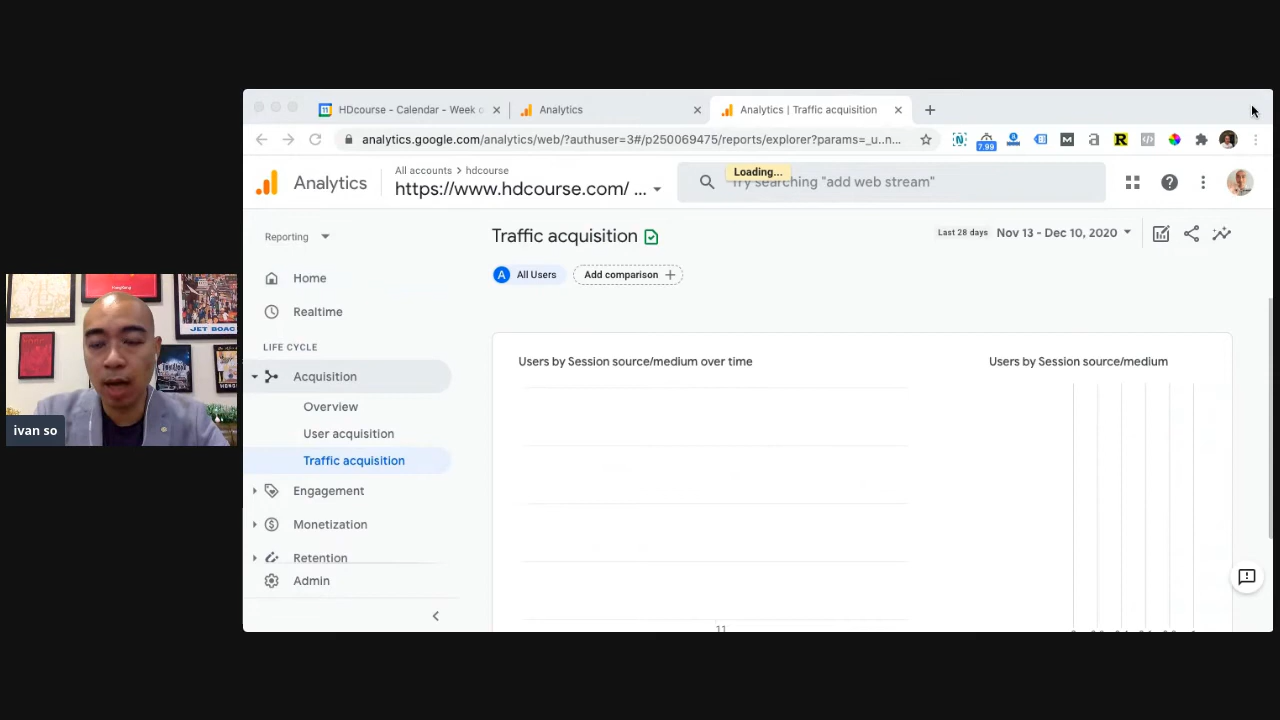 HDcourse - Calendar - Week o
Analytics
Analytics | Traffic acquisition
analytics.google.com/analytics/web/?authuser=3#/p250069475/reports/explorer?params=_u..n...
7.99
Analytics
All accounts > hdcourse
https://www.hdcourse.com/ ...
Loading...
Try searching "add web stream"
Reporting
Traffic acquisition
Last 28 days Nov 13 - Dec 10, 2020
A All Users
Add comparison +
Home
Realtime
LIFE CYCLE
Acquisition
Overview
User acquisition
Traffic acquisition
Engagement
Monetization
Retention
Admin
Users by Session source/medium over time
Users by Session source/medium
11
JET BOAC
ivan so